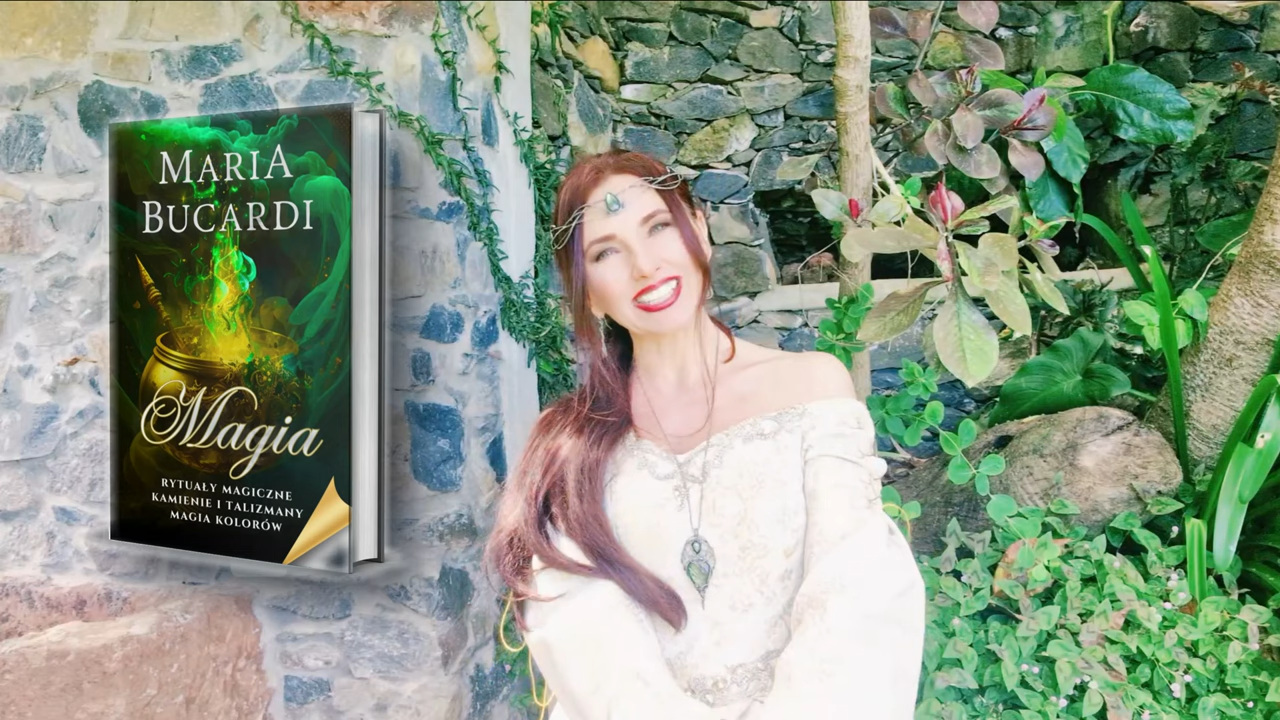 MARIA
BUCARDI
Magia
RYTUAŁY MAGICZNE
KAMIENIE I TALIZMANY
MAGIA KOLORÓW